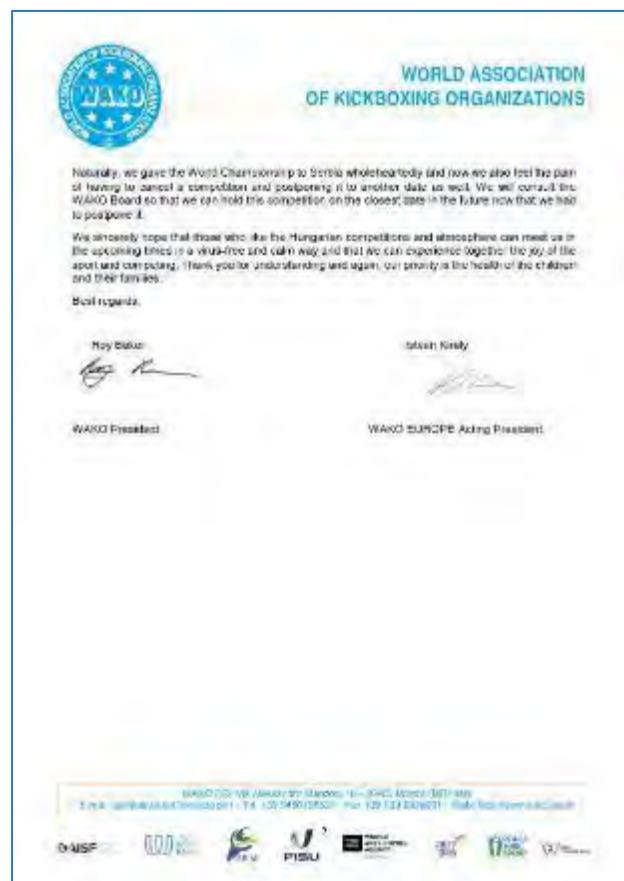 WORLD ASSOCIATION OF KICKBOXING ORGANIZATIONS
WAKO
WORLD ASSOCIATION
OF KICKBOXING ORGANIZATIONS
Naturally, we gave the World Championship to Serbia wholeheartedly and now we also feel the pain
of having to cancel a competition and postponing it to another date as well. We will consult the
WAKO Board so that we can hold this competition on the closest date in the future now that we had
to postpone it.
We sincerely hope that those who like the Hungarian competitions and atmosphere can meet us in
the upcoming times in a virus-free and calm way and that we can experience together the joy of the
sport and competing. Thank you for understanding and again, our priority is the health of the children
and their families.
Best regards,
Roy Baker
Istvan Kiraly
WAKO President
WAKO EUROPE Acting President
FISU